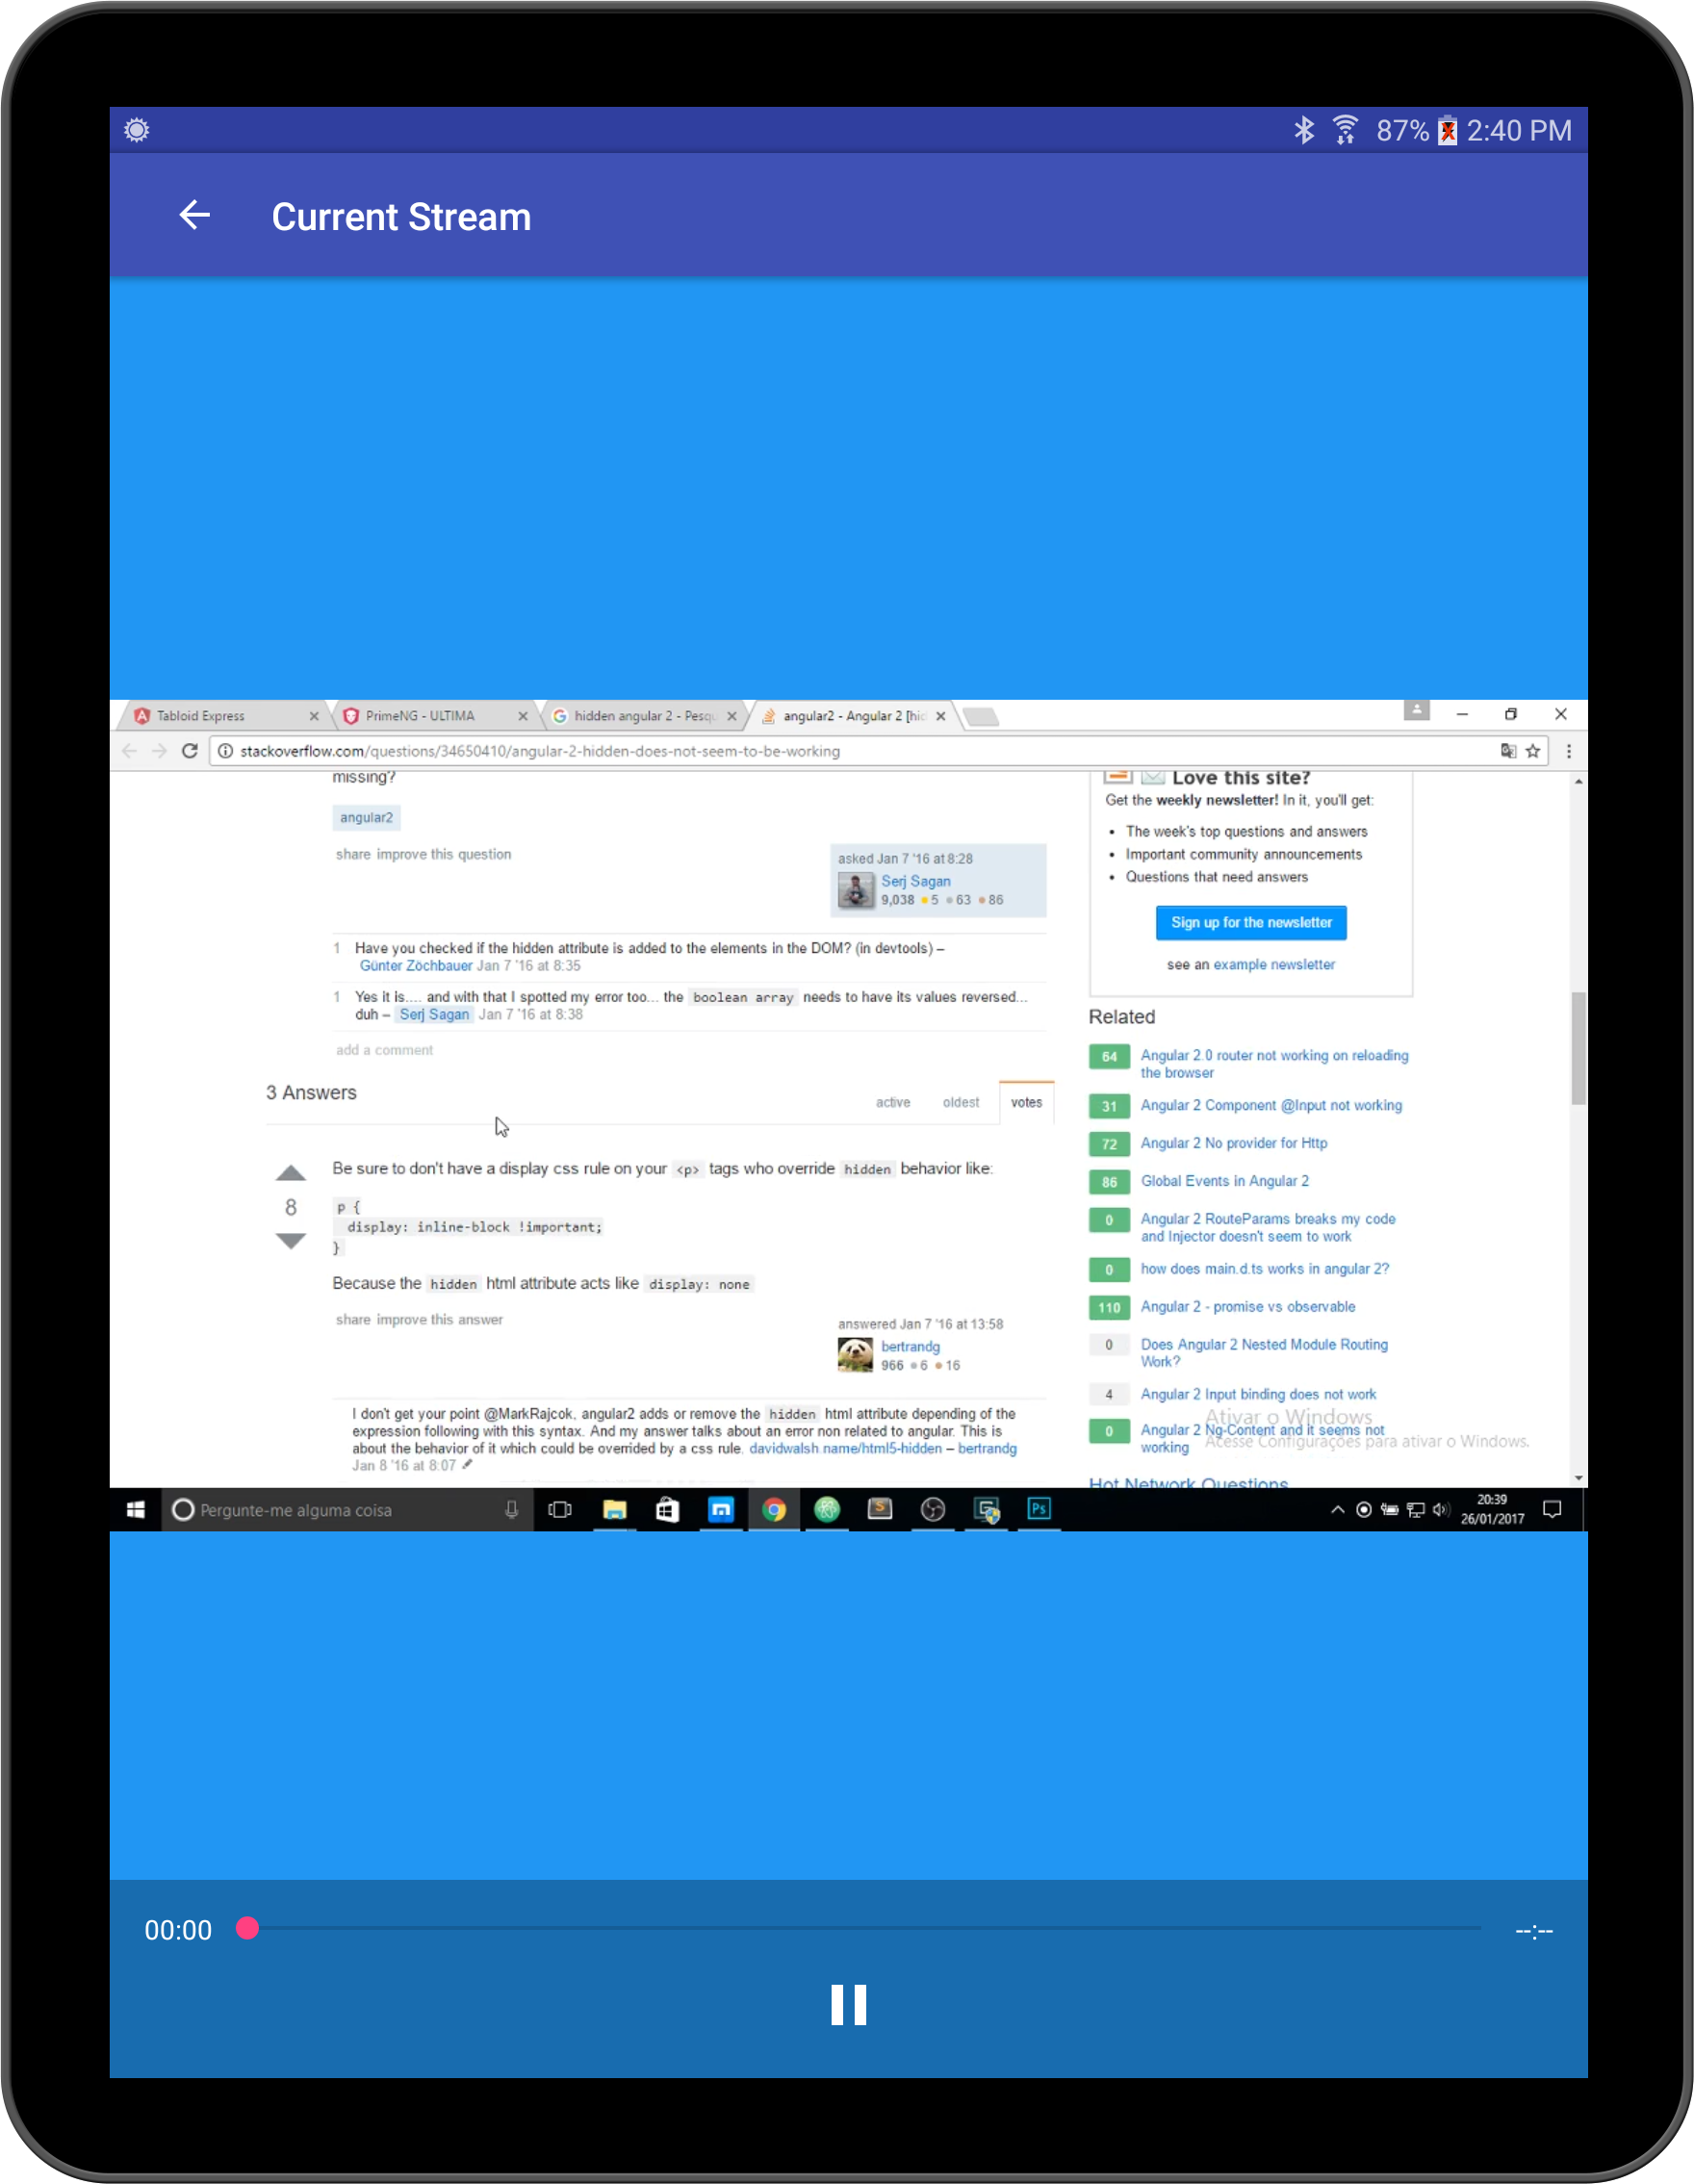 87% 2:40 PM
Current Stream
Tabloid Express
PrimeNG - ULTIMA
hidden angular 2 - Pesq
angular2 - Angular 2 [hid
stackoverflow.com/questions/34650410/angular-2-hidden-does-not-seem-to-be-working
missing?
angular2
share improve this question
asked Jan 7 '16 at 8:28
Serj Sagan
9,038 5 63 86
1 Have you checked if the hidden attribute is added to the elements in the DOM? (in devtools) –
Günter Zöchbauer Jan 7 '16 at 8:35
1 Yes it is.... and with that I spotted my error too... the boolean array needs to have its values reversed...
duh – Serj Sagan Jan 7 '16 at 8:38
add a comment
3 Answers
active oldest votes
8
Be sure to don't have a display css rule on your <p> tags who override hidden behavior like:
p {
display: inline-block !important;
}
Because the hidden html attribute acts like display: none
share improve this answer
answered Jan 7 '16 at 13:58
bertrandg
966 6 16
I don't get your point @MarkRajcok, angular2 adds or remove the hidden html attribute depending of the
expression following with this syntax. And my answer talks about an error non related to angular. This is
about the behavior of it which could be overrided by a css rule. davidwalsh.name/html5-hidden – bertrandg
Jan 8 '16 at 8:07
Love this site?
Get the weekly newsletter! In it, you'll get:
• The week's top questions and answers
• Important community announcements
• Questions that need answers
Sign up for the newsletter
see an example newsletter
Related
64 Angular 2.0 router not working on reloading
the browser
31 Angular 2 Component @Input not working
72 Angular 2 No provider for Http
86 Global Events in Angular 2
0 Angular 2 RouteParams breaks my code
and Injector doesn't seem to work
0 how does main.d.ts works in angular 2?
110 Angular 2 - promise vs observable
0 Does Angular 2 Nested Module Routing
Work?
4 Angular 2 Input binding does not work
0 Angular 2 Ng-Content and it seems not
working
Hot Network Questions
Ativar o Windows
Acesse Configurações para ativar o Windows.
Pergunte-me alguma coisa
S
Ps
20:39
26/01/2017
00:00
--:--